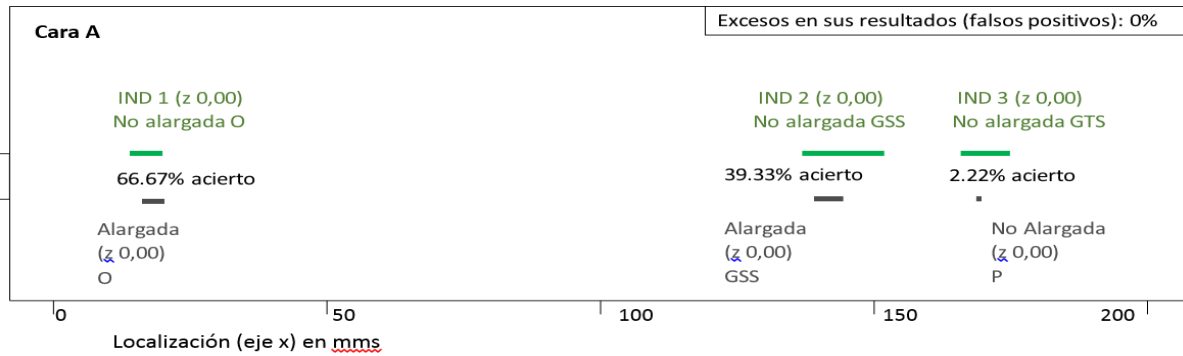 Cara A
Excesos en sus resultados (falsos positivos): 0%
IND 1 (z 0,00)
No alargada O
IND 2 (z 0,00)
No alargada GSS
IND 3 (z 0,00)
No alargada GTS
66.67% acierto
39.33% acierto
2.22% acierto
Alargada
(z 0,00)
O
Alargada
(z 0,00)
GSS
No Alargada
(z 0,00)
P
0 50 100 150 200
Localización (eje x) en mms